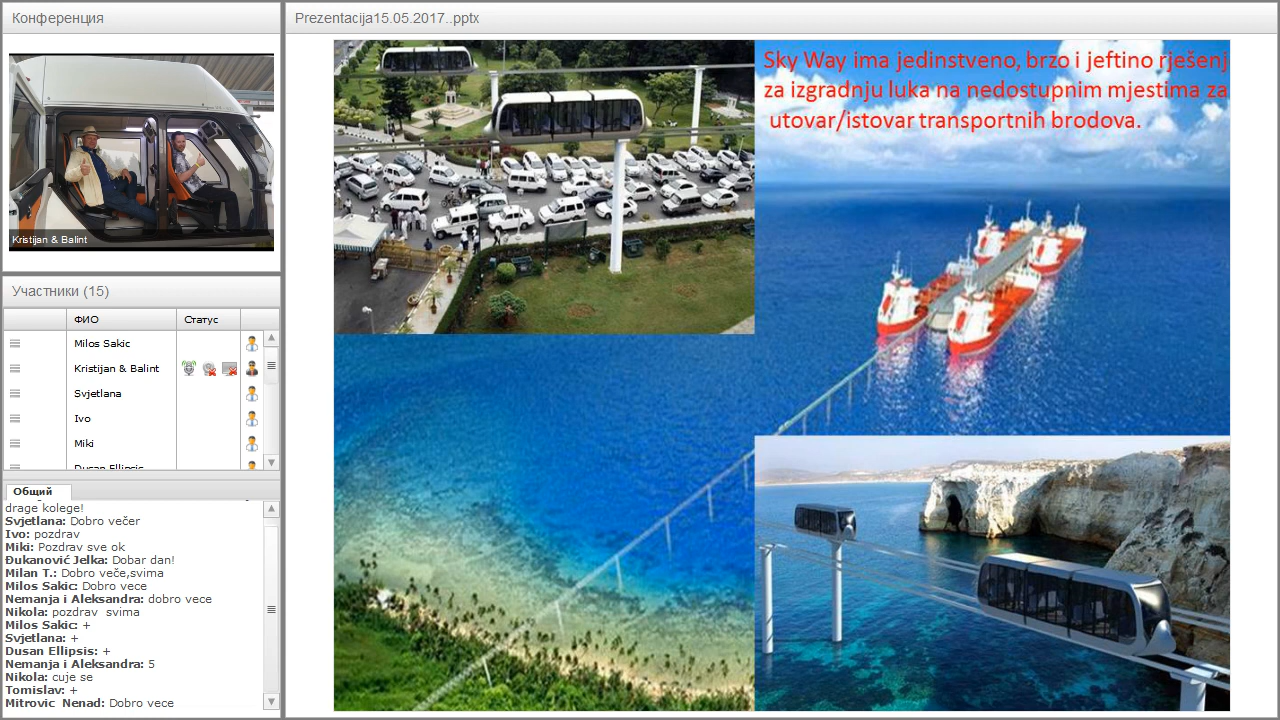 Конференция
Kristijan & Balint
Участники (15)
ФИО Статус
Milos Sakic
Kristijan & Balint
Svjetlana
Ivo
Miki
Общий
drage kolege!
Svjetlana: Dobro večer
Ivo: pozdrav
Miki: Pozdrav sve ok
Đukanović Jelka: Dobar dan!
Milan T.: Dobro veče,svima
Milos Sakic: Dobro vece
Nemanja i Aleksandra: dobro vece
Nikola: pozdrav svima
Milos Sakic: +
Svjetlana: +
Dusan Ellipsis: +
Nemanja i Aleksandra: 5
Nikola: cuje se
Tomislav: +
Mitrovic Nenad: Dobro vece
Prezentacija15.05.2017..pptx
Sky Way ima jedinstveno, brzo i jeftino rješenj
za izgradnju luka na nedostupnim mjestima za
utovar/istovar transportnih brodova.